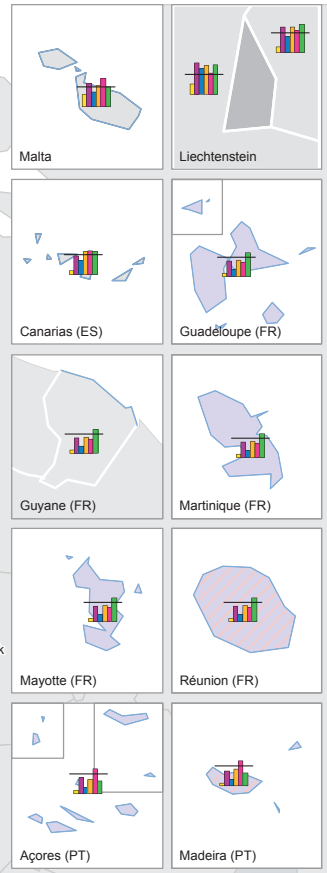 Malta
Liechtenstein
Canarias (ES)
Guadeloupe (FR)
Guyane (FR)
Martinique (FR)
k
Mayotte (FR)
Réunion (FR)
Açores (PT)
Madeira (PT)